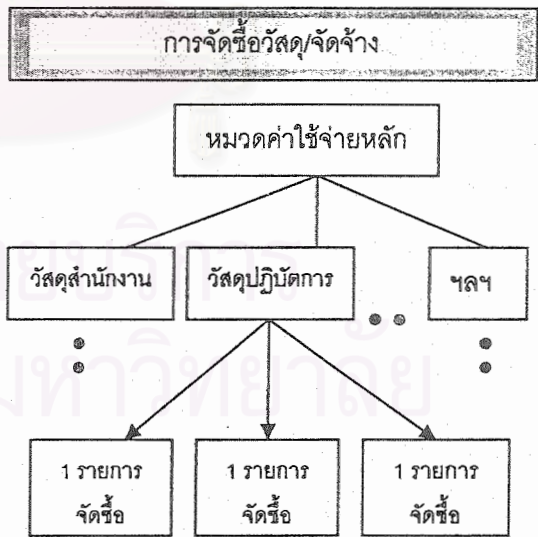 การจัดซื้อวัสดุ/จัดจ้าง
หมวดค่าใช้จ่ายหลัก
วัสดุสำนักงาน วัสดุปฏิบัติการ ฯลฯ
1 รายการ 1 รายการ 1 รายการ
จัดซื้อ จัดซื้อ จัดซื้อ